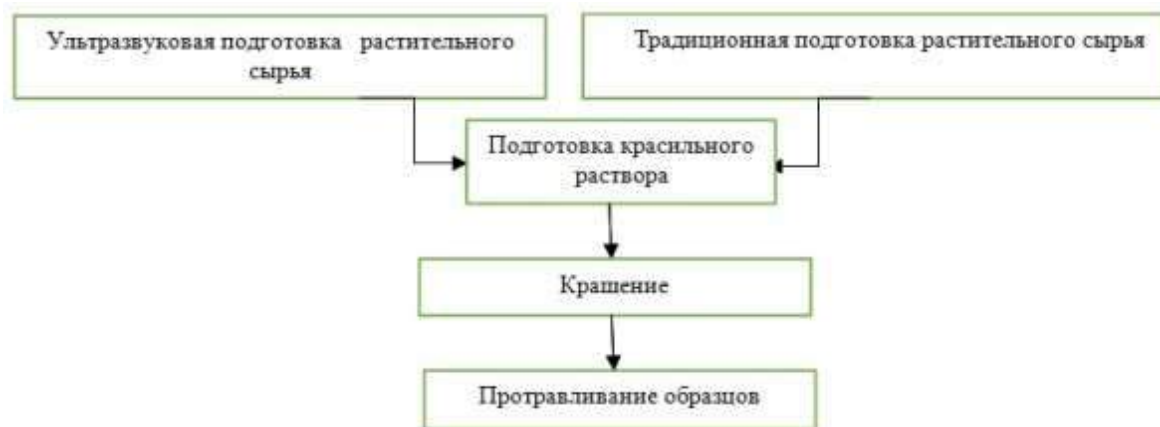 Ультразвуковая подготовка растительного
сырья
Традиционная подготовка растительного сырья
Подготовка красильного
раствора
Крашение
Протравливание образцов